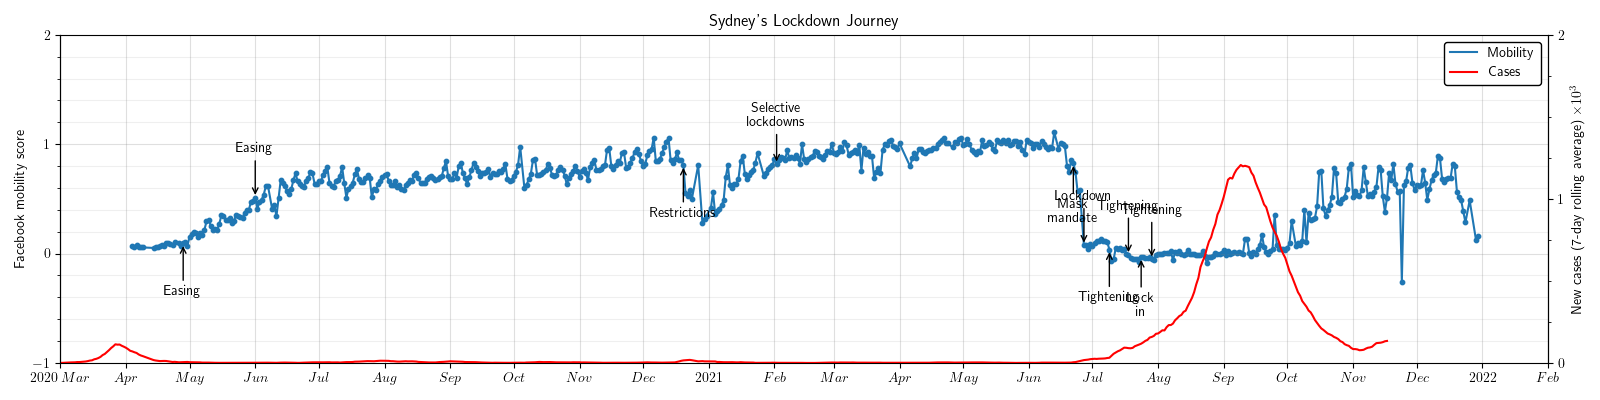 Sydney's Lockdown Journey
2
1
0
−1
Facebook mobility score
2
1
0
New cases (7-day rolling average) ×10³
Mobility
Cases
Easing
Easing
Selective
lockdowns
Restrictions
Lockdown
Mask
mandate
Tightening
Tightening
Tightening
Lock
in
2020 Mar Apr May Jun Jul Aug Sep Oct Nov Dec 2021 Feb Mar Apr May Jun Jul Aug Sep Oct Nov Dec 2022 Feb